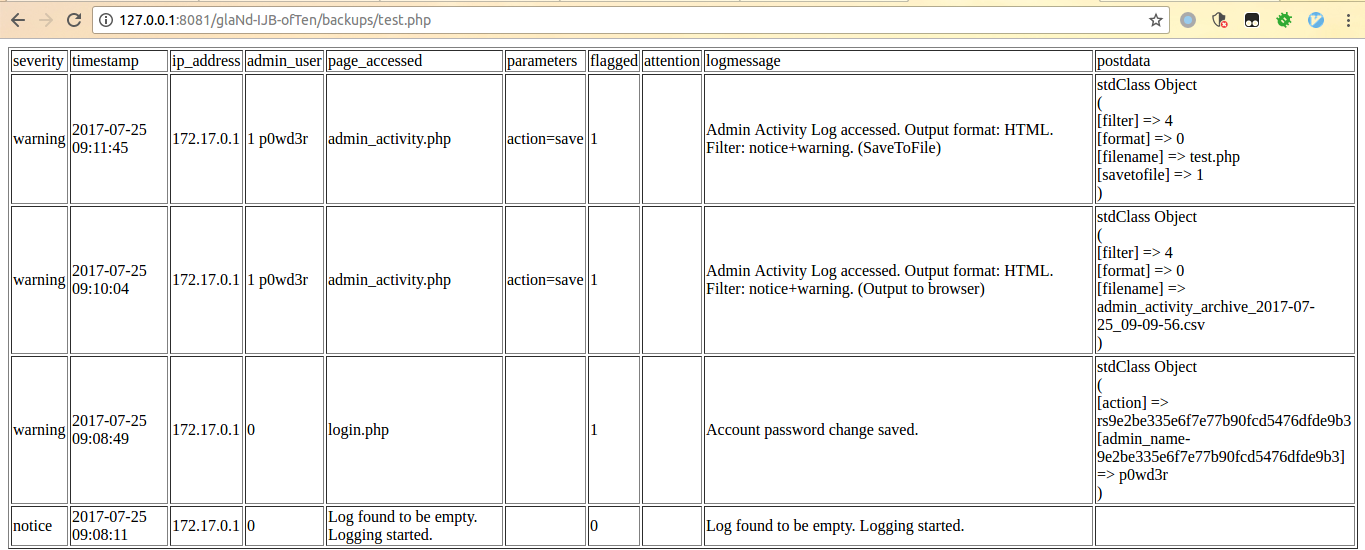 127.0.0.1:8081/glaNd-IJB-ofTen/backups/test.php
severity timestamp ip_address admin_user page_accessed parameters flagged attention logmessage postdata
warning 2017-07-25 09:11:45 172.17.0.1 1 p0wd3r admin_activity.php action=save 1 Admin Activity Log accessed. Output format: HTML. Filter: notice+warning. (SaveToFile)
stdClass Object
(
[filter] => 4
[format] => 0
[filename] => test.php
[savetofile] => 1
)
warning 2017-07-25 09:10:04 172.17.0.1 1 p0wd3r admin_activity.php action=save 1 Admin Activity Log accessed. Output format: HTML. Filter: notice+warning. (Output to browser)
stdClass Object
(
[filter] => 4
[format] => 0
[filename] =>
admin_activity_archive_2017-07-
25_09-09-56.csv
)
warning 2017-07-25 09:08:49 172.17.0.1 0 login.php 1 Account password change saved.
stdClass Object
(
[action] =>
rs9e2be335e6f7e77b90fcd5476dfde9b3
[admin_name-
9e2be335e6f7e77b90fcd5476dfde9b3]
=> p0wd3r
)
notice 2017-07-25 09:08:11 172.17.0.1 0 Log found to be empty. Logging started. 0 Log found to be empty. Logging started.